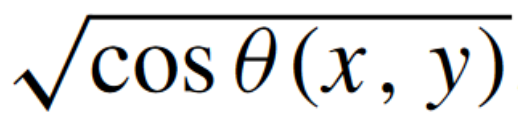 √cos θ(x, y)